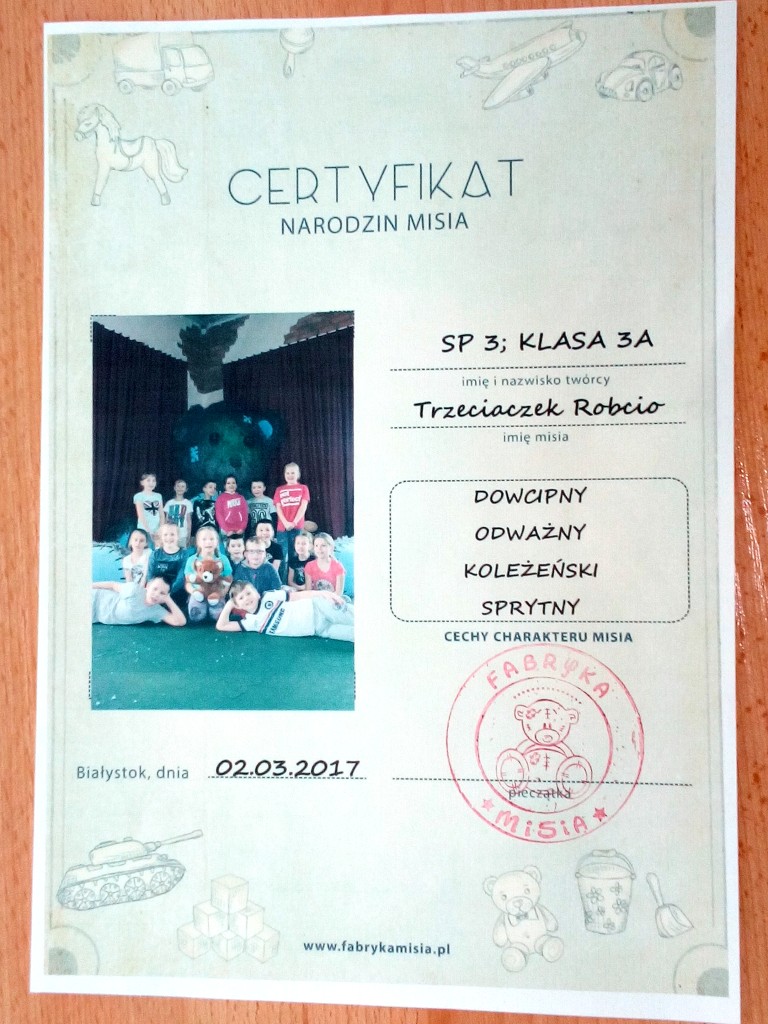 CERTYFIKAT
NARODZIN MISIA
SP 3; KLASA 3A
imię i nazwisko twórcy
Trzeciaczek Robcio
imię misia
DOWCIPNY
ODWAŻNY
KOLEŻEŃSKI
SPRYTNY
CECHY CHARAKTERU MISIA
FABRYKA
MiSiA
Białystok, dnia 02.03.2017
pieczątka
www.fabrykamisia.pl